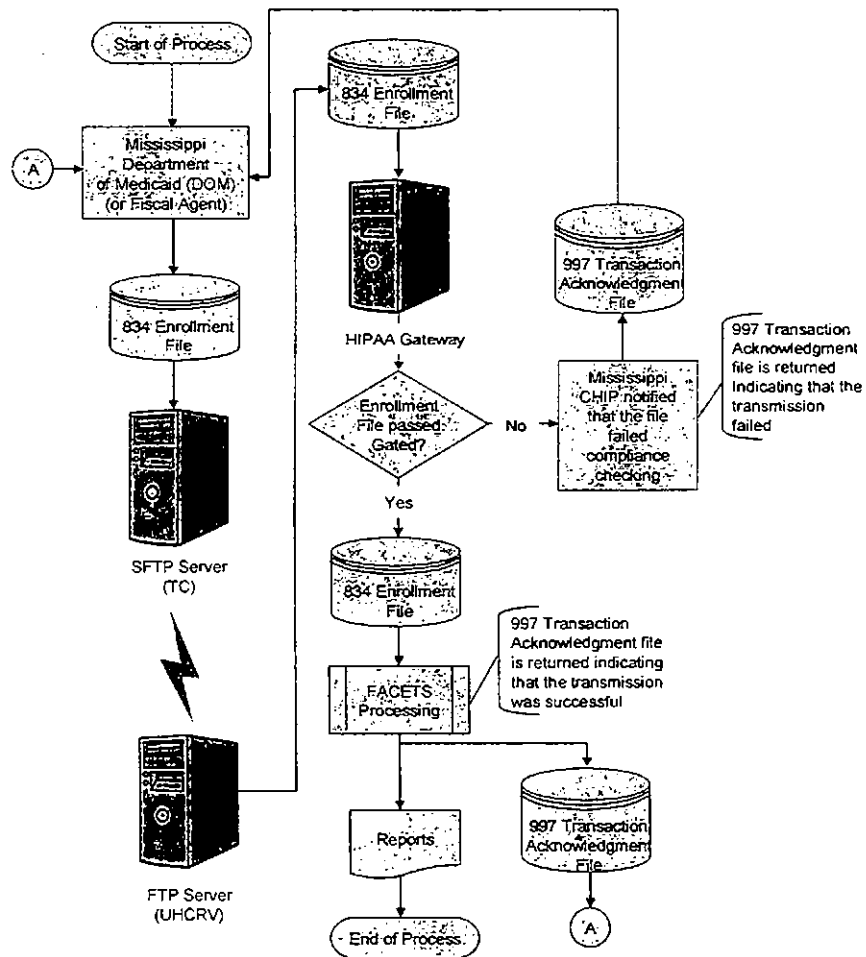 Start of Process
A
Mississippi
Department
of Medicaid (DOM)
(or Fiscal Agent)
834 Enrollment
File
SFTP Server
(TC)
FTP Server
(UHCRV)
834 Enrollment
File
HIPAA Gateway
Enrollment
File passed
Gated?
No
Mississippi
CHIP notified
that the file
failed
compliance
checking
997 Transaction
Acknowledgment
File
997 Transaction
Acknowledgment
file is returned
Indicating that the
transmission
failed
Yes
834 Enrollment
File
FACETS
Processing
997 Transaction
Acknowledgment file
is returned indicating
that the transmission
was successful
Reports
End of Process
997 Transaction
Acknowledgment
File
A